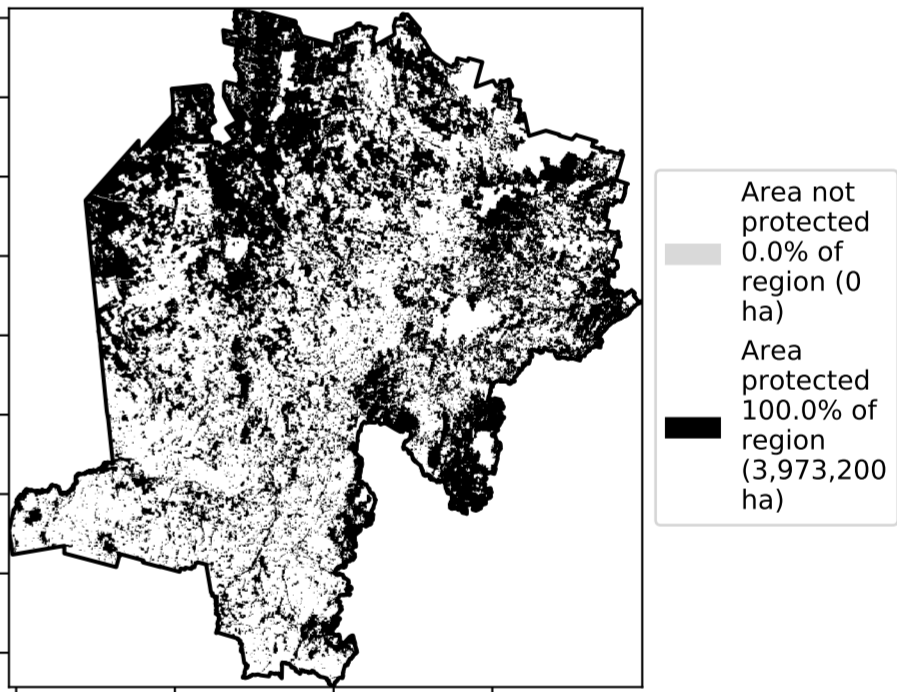 Area not
protected
0.0% of
region (0
ha)
Area
protected
100.0% of
region
(3,973,200
ha)